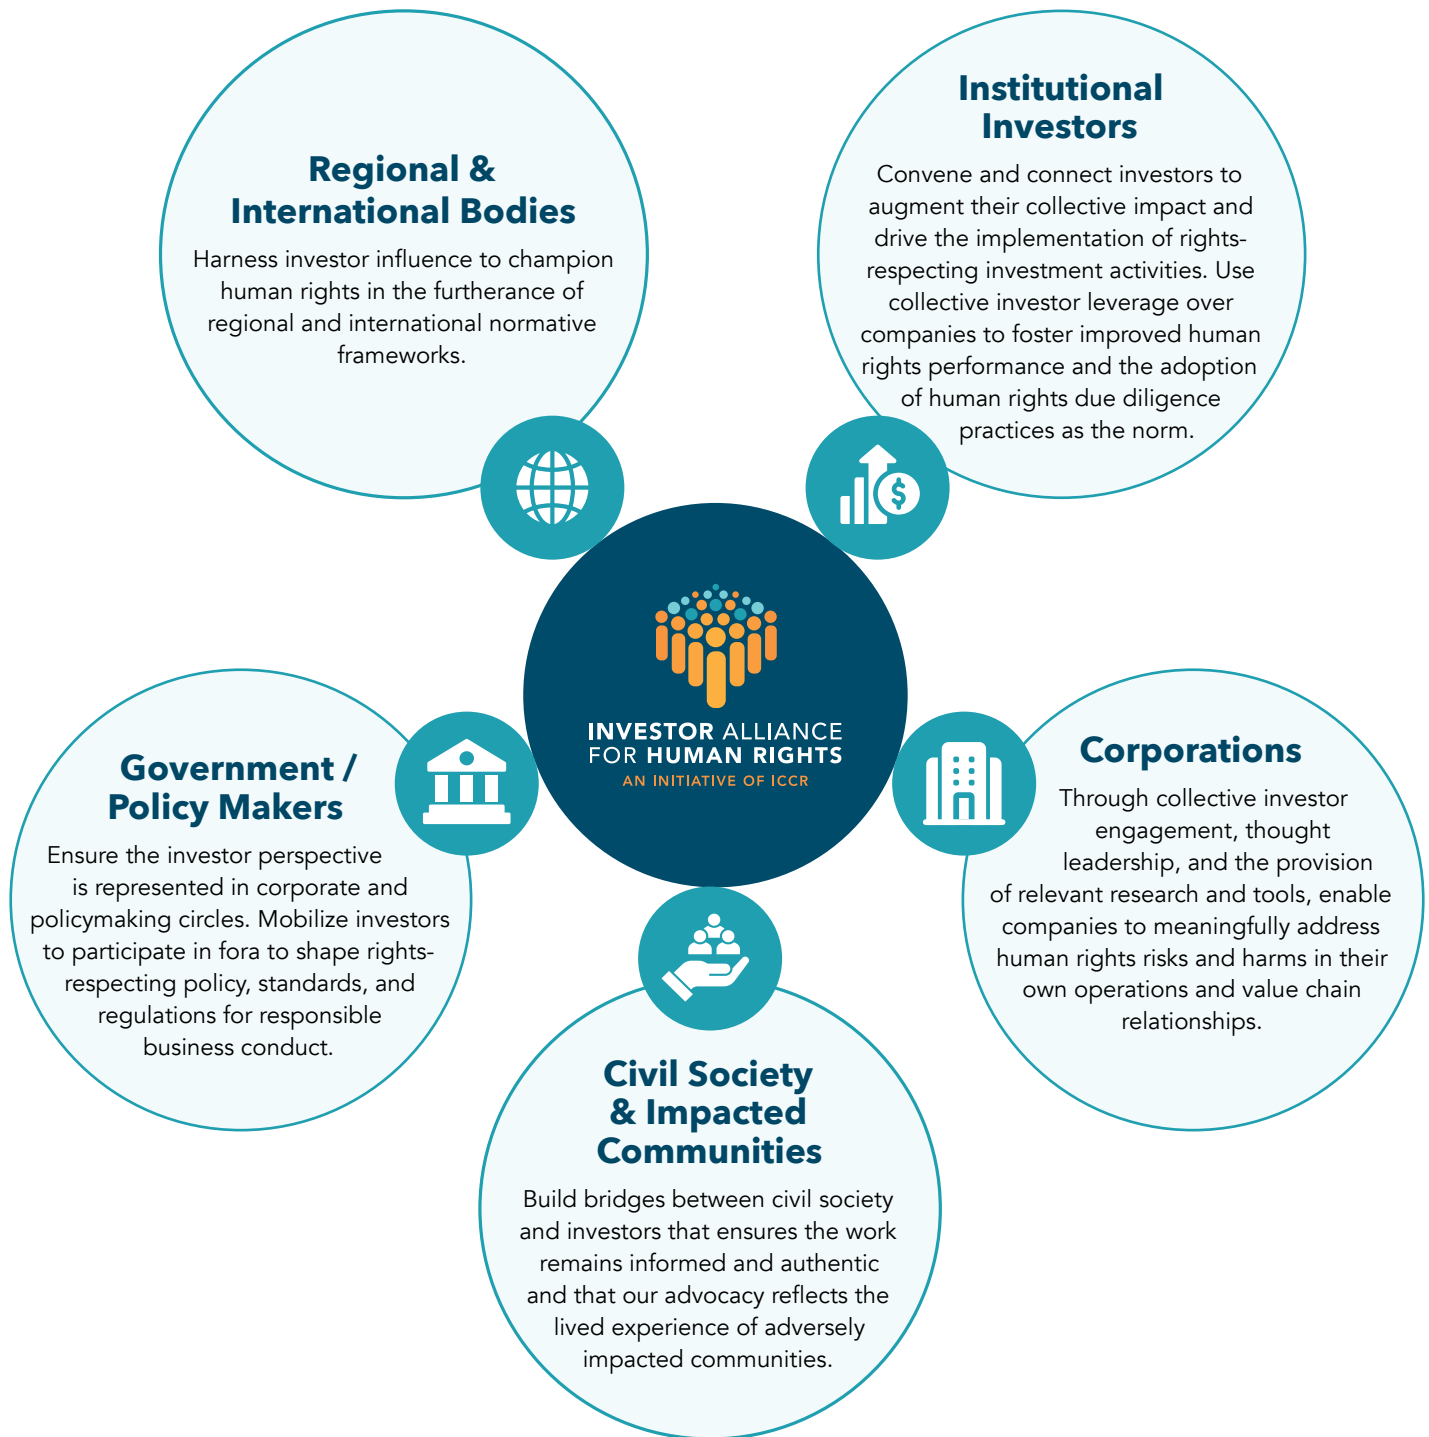 Regional &
International Bodies
Harness investor influence to champion
human rights in the furtherance of
regional and international normative
frameworks.
Institutional
Investors
Convene and connect investors to
augment their collective impact and
drive the implementation of rights-
respecting investment activities. Use
collective investor leverage over
companies to foster improved human
rights performance and the adoption
of human rights due diligence
practices as the norm.
$
INVESTOR ALLIANCE
FOR HUMAN RIGHTS
AN INITIATIVE OF ICCR
Government /
Policy Makers
Ensure the investor perspective
is represented in corporate and
policymaking circles. Mobilize investors
to participate in fora to shape rights-
respecting policy, standards, and
regulations for responsible
business conduct.
Corporations
Through collective investor
engagement, thought
leadership, and the provision
of relevant research and tools, enable
companies to meaningfully address
human rights risks and harms in their
own operations and value chain
relationships.
Civil Society
& Impacted
Communities
Build bridges between civil society
and investors that ensures the work
remains informed and authentic
and that our advocacy reflects the
lived experience of adversely
impacted communities.